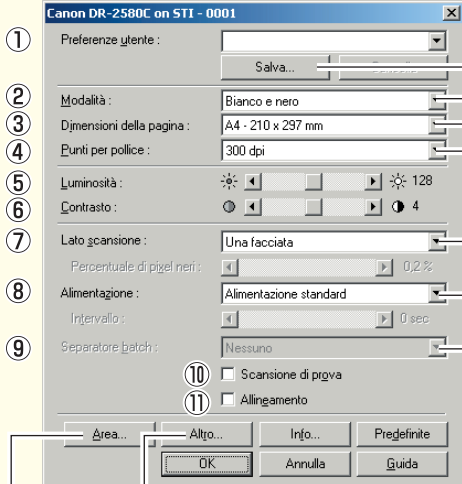 Canon DR-2580C on STI - 0001
① Preferenze utente :
Salva... Cancella
② Modalità : Bianco e nero
③ Dimensioni della pagina : A4 - 210 x 297 mm
④ Punti per pollice : 300 dpi
⑤ Luminosità : 128
⑥ Contrasto : 4
⑦ Lato scansione : Una facciata
Percentuale di pixel neri : 0,2 %
⑧ Alimentazione : Alimentazione standard
Intervallo : 0 sec
⑨ Separatore batch : Nessuno
⑩ Scansione di prova
⑪ Allineamento
Area... Altro... Info... Predefinite
OK Annulla Guida